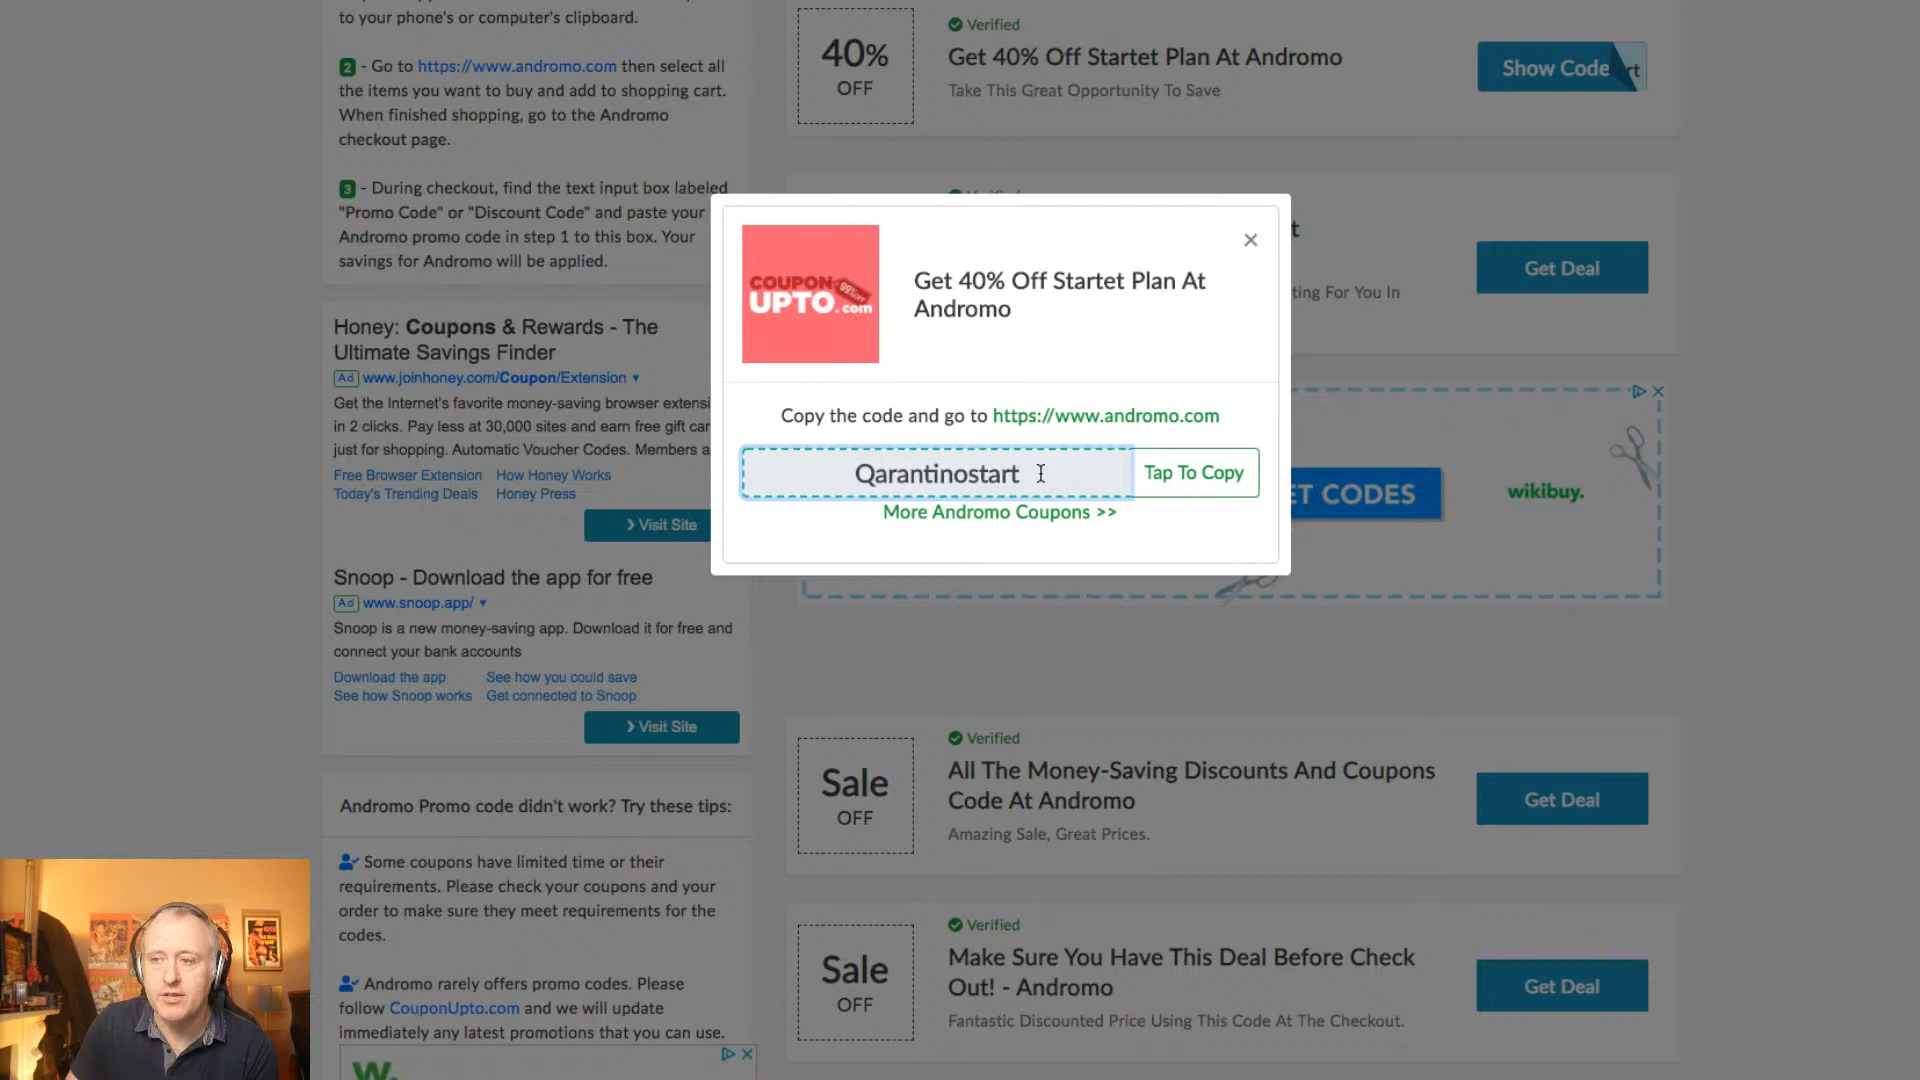 to your phone's or computer's clipboard.
2 - Go to https://www.andromo.com then select all
the items you want to buy and add to shopping cart.
When finished shopping, go to the Andromo
checkout page.
3 - During checkout, find the text input box labeled
"Promo Code" or "Discount Code" and paste your
Andromo promo code in step 1 to this box. Your
savings for Andromo will be applied.
Honey: Coupons & Rewards - The
Ultimate Savings Finder
Ad www.joinhoney.com/Coupon/Extension
Get the Internet's favorite money-saving browser extensi
in 2 clicks. Pay less at 30,000 sites and earn free gift car
just for shopping. Automatic Voucher Codes. Members a
Free Browser Extension How Honey Works
Today's Trending Deals Honey Press
Visit Site
Snoop - Download the app for free
Ad www.snoop.app/
Snoop is a new money-saving app. Download it for free and
connect your bank accounts
Download the app See how you could save
See how Snoop works Get connected to Snoop
Visit Site
Andromo Promo code didn't work? Try these tips:
Some coupons have limited time or their
requirements. Please check your coupons and your
order to make sure they meet requirements for the
codes.
Andromo rarely offers promo codes. Please
follow CouponUpto.com and we will update
immediately any latest promotions that you can use.
W.
40%
OFF
Verified
Get 40% Off Startet Plan At Andromo
Take This Great Opportunity To Save
Show Code
rt
t
ting For You In
Get Deal
COUPON
99% OFF
UPTO.com
Get 40% Off Startet Plan At
Andromo
×
Copy the code and go to https://www.andromo.com
Qarantinostart
Tap To Copy
More Andromo Coupons >>
ET CODES
wikibuy.
Sale
OFF
Verified
All The Money-Saving Discounts And Coupons
Code At Andromo
Amazing Sale, Great Prices.
Get Deal
Sale
OFF
Verified
Make Sure You Have This Deal Before Check
Out! - Andromo
Fantastic Discounted Price Using This Code At The Checkout.
Get Deal